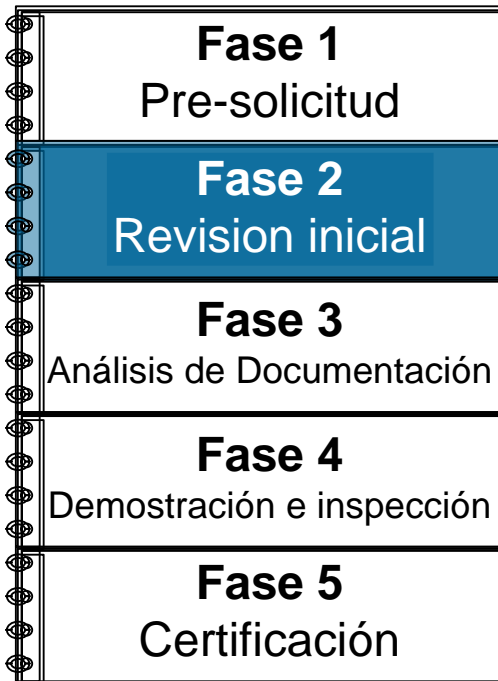 Fase 1
Pre-solicitud
Fase 2
Revision inicial
Fase 3
Análisis de Documentación
Fase 4
Demostración e inspección
Fase 5
Certificación